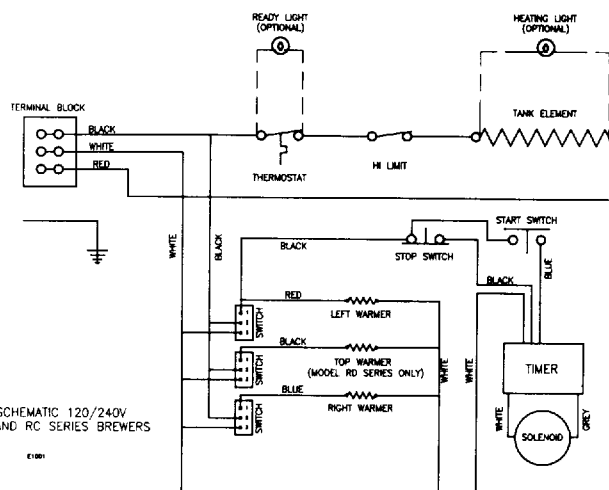 READY LIGHT
(OPTIONAL)
HEATING LIGHT
(OPTIONAL)
TERMINAL BLOCK
BLACK
WHITE
RED
THERMOSTAT
HI LIMIT
TANK ELEMENT
WHITE
BLACK
BLACK
STOP SWITCH
START SWITCH
BLACK
BLUE
RED
LEFT WARMER
SWITCH
BLACK
TOP WARMER
(MODEL RD SERIES ONLY)
SWITCH
BLUE
RIGHT WARMER
SWITCH
WHITE
WHITE
TIMER
WHITE
GREY
SOLENOID
SCHEMATIC 120/240V
AND RC SERIES BREWERS
E1001